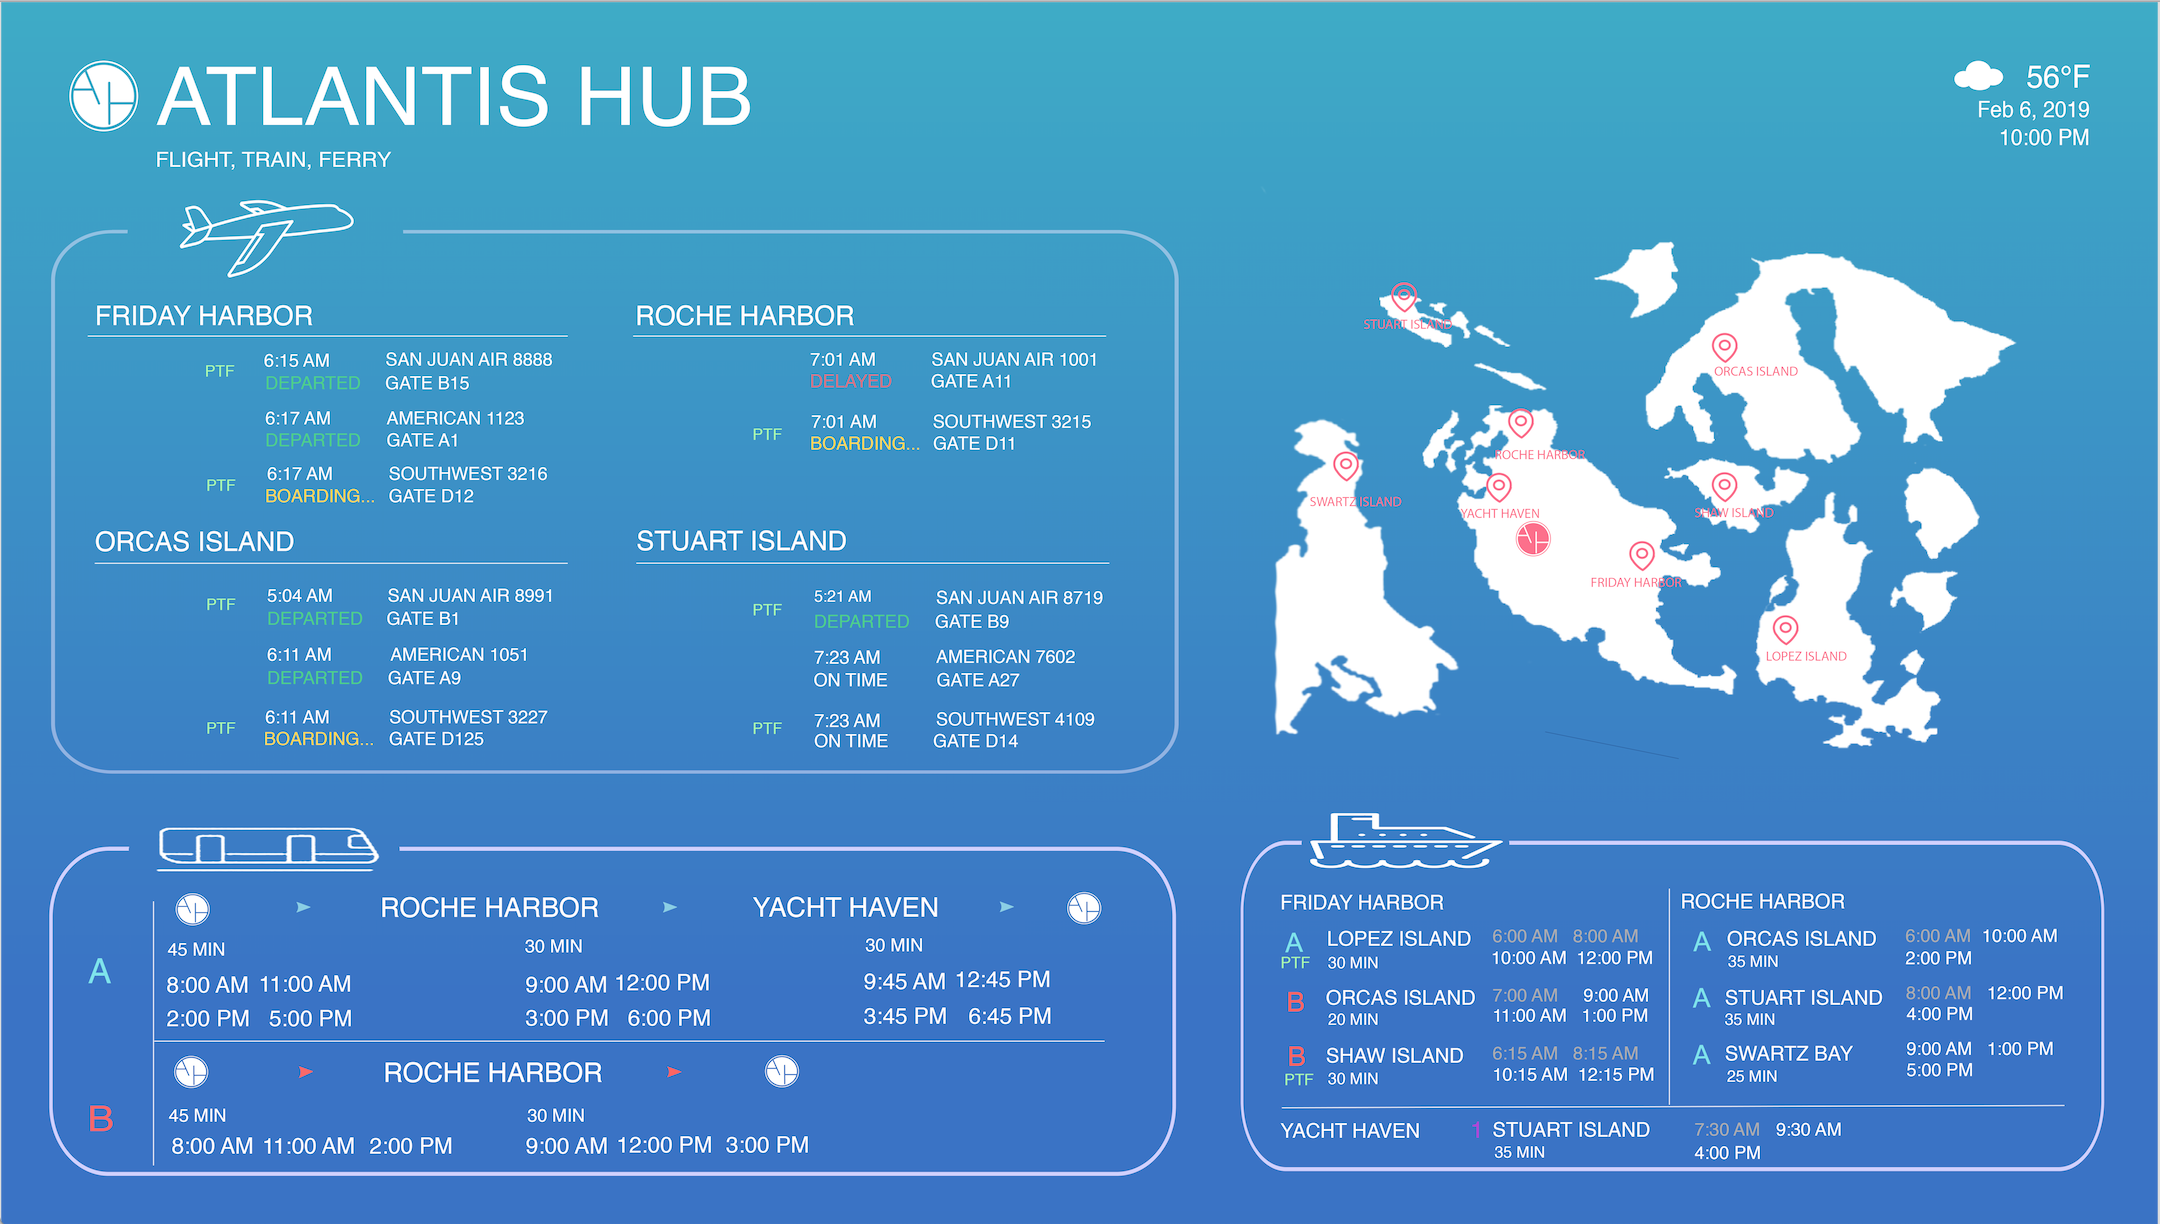 ATLANTIS HUB
FLIGHT, TRAIN, FERRY
56°F
Feb 6, 2019
10:00 PM
FRIDAY HARBOR
PTF 6:15 AM SAN JUAN AIR 8888
DEPARTED GATE B15
6:17 AM AMERICAN 1123
DEPARTED GATE A1
PTF 6:17 AM SOUTHWEST 3216
BOARDING... GATE D12
ROCHE HARBOR
7:01 AM SAN JUAN AIR 1001
DELAYED GATE A11
PTF 7:01 AM SOUTHWEST 3215
BOARDING... GATE D11
ORCAS ISLAND
PTF 5:04 AM SAN JUAN AIR 8991
DEPARTED GATE B1
6:11 AM AMERICAN 1051
DEPARTED GATE A9
PTF 6:11 AM SOUTHWEST 3227
BOARDING... GATE D125
STUART ISLAND
PTF 5:21 AM SAN JUAN AIR 8719
DEPARTED GATE B9
7:23 AM AMERICAN 7602
ON TIME GATE A27
PTF 7:23 AM SOUTHWEST 4109
ON TIME GATE D14
STUART ISLAND
ORCAS ISLAND
ROCHE HARBOR
SWARTZ ISLAND
YACHT HAVEN
SHAW ISLAND
FRIDAY HARBOR
LOPEZ ISLAND
A
ROCHE HARBOR YACHT HAVEN
45 MIN 30 MIN 30 MIN
8:00 AM 11:00 AM 9:00 AM 12:00 PM 9:45 AM 12:45 PM
2:00 PM 5:00 PM 3:00 PM 6:00 PM 3:45 PM 6:45 PM
B
ROCHE HARBOR
45 MIN 30 MIN
8:00 AM 11:00 AM 2:00 PM 9:00 AM 12:00 PM 3:00 PM
FRIDAY HARBOR
A LOPEZ ISLAND 6:00 AM 8:00 AM
PTF 30 MIN 10:00 AM 12:00 PM
B ORCAS ISLAND 7:00 AM 9:00 AM
20 MIN 11:00 AM 1:00 PM
B SHAW ISLAND 6:15 AM 8:15 AM
PTF 30 MIN 10:15 AM 12:15 PM
ROCHE HARBOR
A ORCAS ISLAND 6:00 AM 10:00 AM
35 MIN 2:00 PM
A STUART ISLAND 8:00 AM 12:00 PM
35 MIN 4:00 PM
A SWARTZ BAY 9:00 AM 1:00 PM
25 MIN 5:00 PM
YACHT HAVEN 1 STUART ISLAND 7:30 AM 9:30 AM
35 MIN 4:00 PM